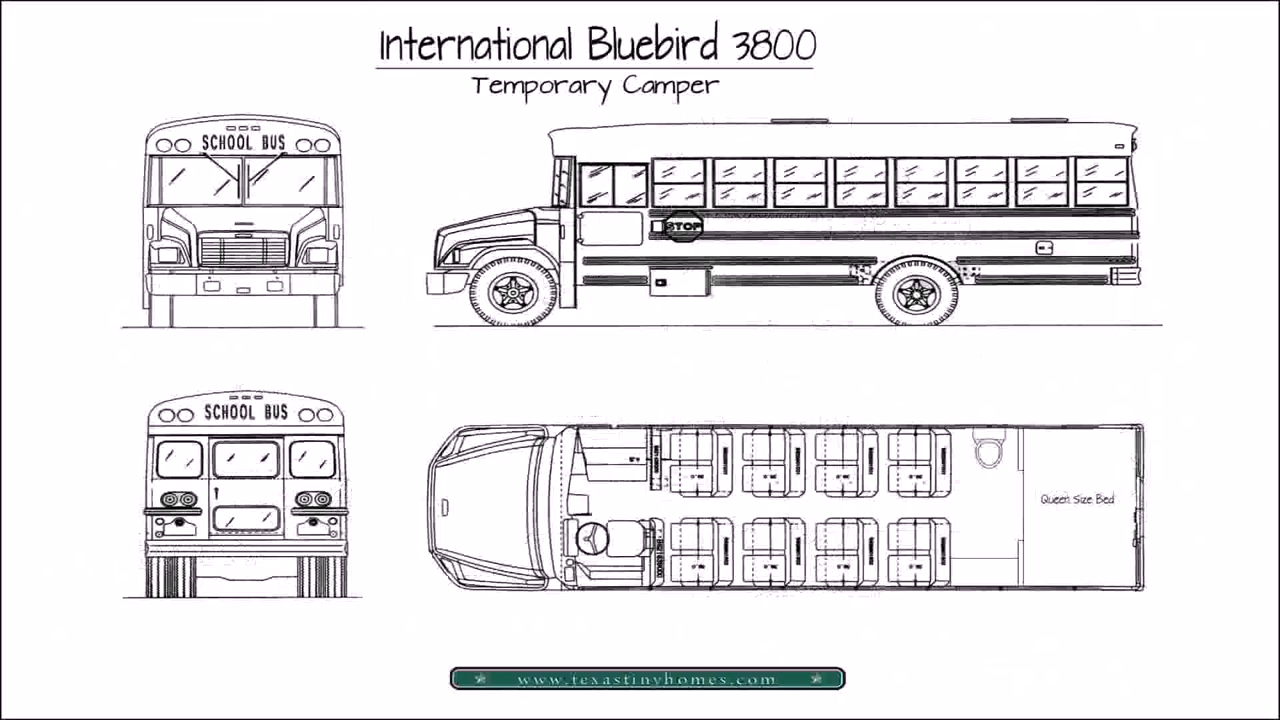 International Bluebird 3800
Temporary Camper
SCHOOL BUS
STOP
SCHOOL BUS
Queen Size Bed
www.texastinyhomes.com